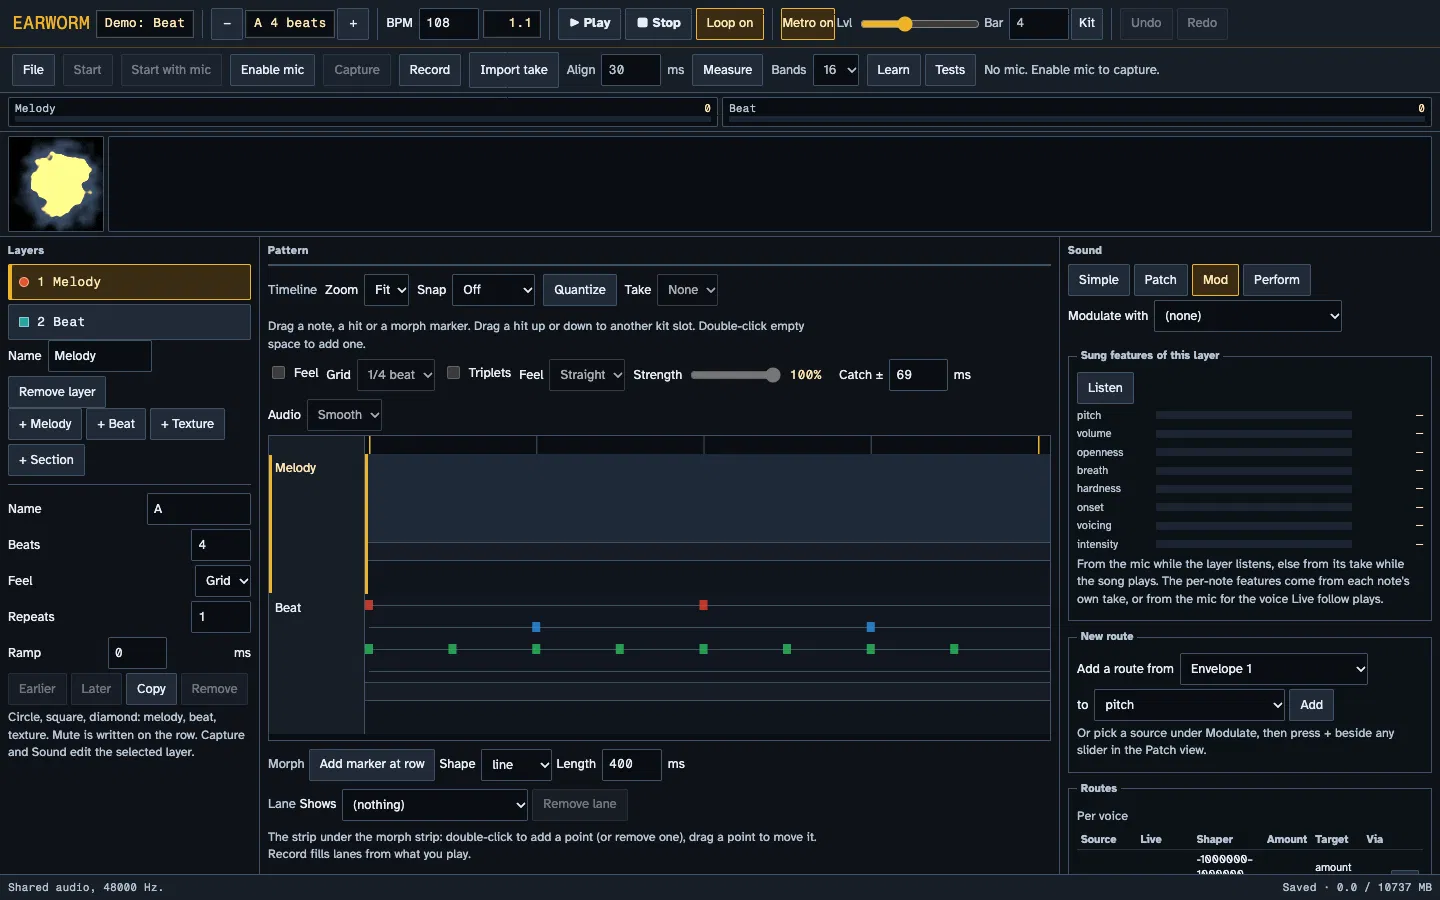 EARWORM Demo: Beat − A 4 beats + BPM 108 1.1 Play Stop Loop on Metro on Lvl Bar 4 Kit Undo Redo
File Start Start with mic Enable mic Capture Record Import take Align 30 ms Measure Bands 16 Learn Tests No mic. Enable mic to capture.
Melody 0 Beat 0
Layers
1 Melody
2 Beat
Name Melody
Remove layer
+ Melody + Beat + Texture
+ Section
Name A
Beats 4
Feel Grid
Repeats 1
Ramp 0 ms
Earlier Later Copy Remove
Circle, square, diamond: melody, beat,
texture. Mute is written on the row. Capture
and Sound edit the selected layer.
Pattern
Timeline Zoom Fit Snap Off Quantize Take None
Drag a note, a hit or a morph marker. Drag a hit up or down to another kit slot. Double-click empty
space to add one.
Feel Grid 1/4 beat Triplets Feel Straight Strength 100% Catch ± 69 ms
Audio Smooth
Melody
Beat
Morph Add marker at row Shape line Length 400 ms
Lane Shows (nothing) Remove lane
The strip under the morph strip: double-click to add a point (or remove one), drag a point to move it.
Record fills lanes from what you play.
Sound
Simple Patch Mod Perform
Modulate with (none)
Sung features of this layer
Listen
pitch –
volume –
openness –
breath –
hardness –
onset –
voicing –
intensity –
From the mic while the layer listens, else from its take while
the song plays. The per-note features come from each note's
own take, or from the mic for the voice Live follow plays.
New route
Add a route from Envelope 1
to pitch Add
Or pick a source under Modulate, then press + beside any
slider in the Patch view.
Routes
Per voice
Source Live Shaper Amount Target Via
amount
Shared audio, 48000 Hz. Saved · 0.0 / 10737 MB